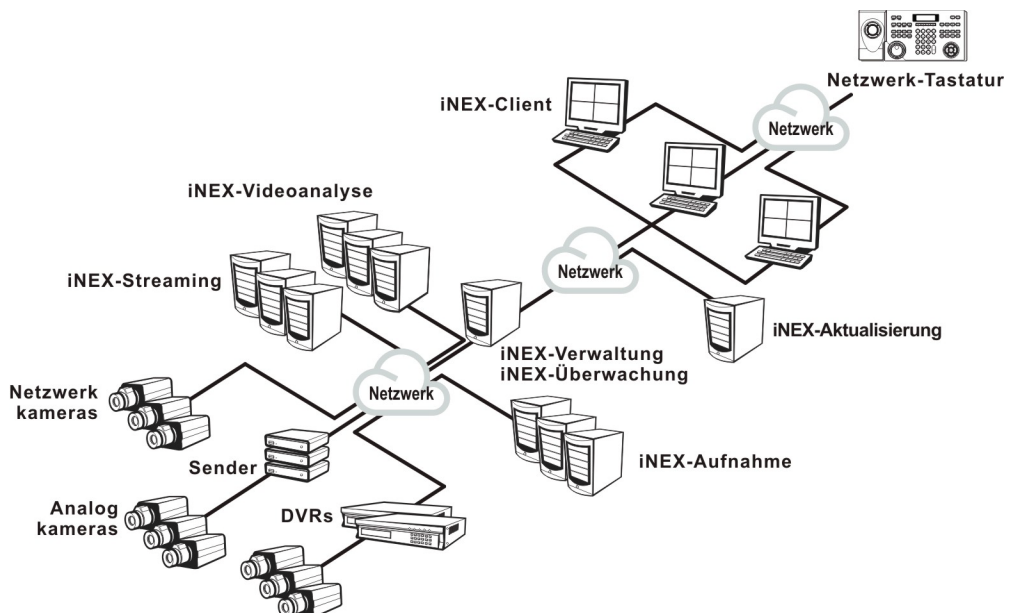 Netzwerk-Tastatur
iNEX-Client
Netzwerk
iNEX-Videoanalyse
iNEX-Streaming
Netzwerk
iNEX-Aktualisierung
iNEX-Verwaltung
iNEX-Überwachung
Netzwerk
Netzwerk
kameras
iNEX-Aufnahme
Sender
Analog
kameras
DVRs